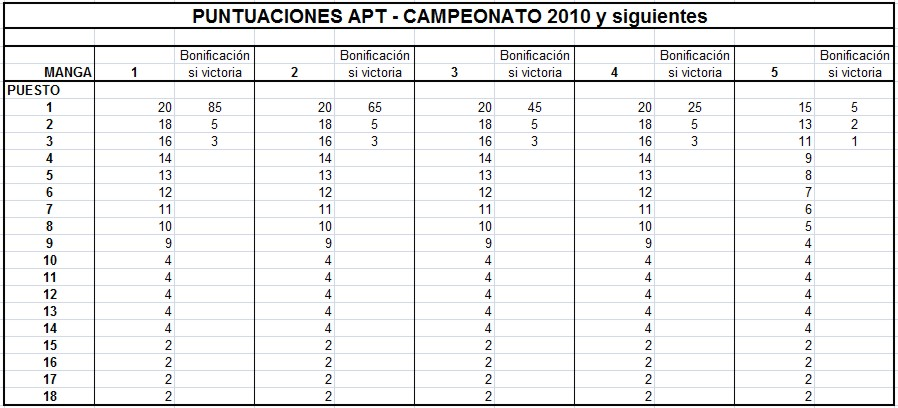 PUNTUACIONES APT - CAMPEONATO 2010 y siguientes
Bonificación Bonificación Bonificación Bonificación Bonificación
MANGA 1 si victoria 2 si victoria 3 si victoria 4 si victoria 5 si victoria
PUESTO
1 20 85 20 65 20 45 20 25 15 5
2 18 5 18 5 18 5 18 5 13 2
3 16 3 16 3 16 3 16 3 11 1
4 14 14 14 14 9
5 13 13 13 13 8
6 12 12 12 12 7
7 11 11 11 11 6
8 10 10 10 10 5
9 9 9 9 9 4
10 4 4 4 4 4
11 4 4 4 4 4
12 4 4 4 4 4
13 4 4 4 4 4
14 4 4 4 4 4
15 2 2 2 2 2
16 2 2 2 2 2
17 2 2 2 2 2
18 2 2 2 2 2